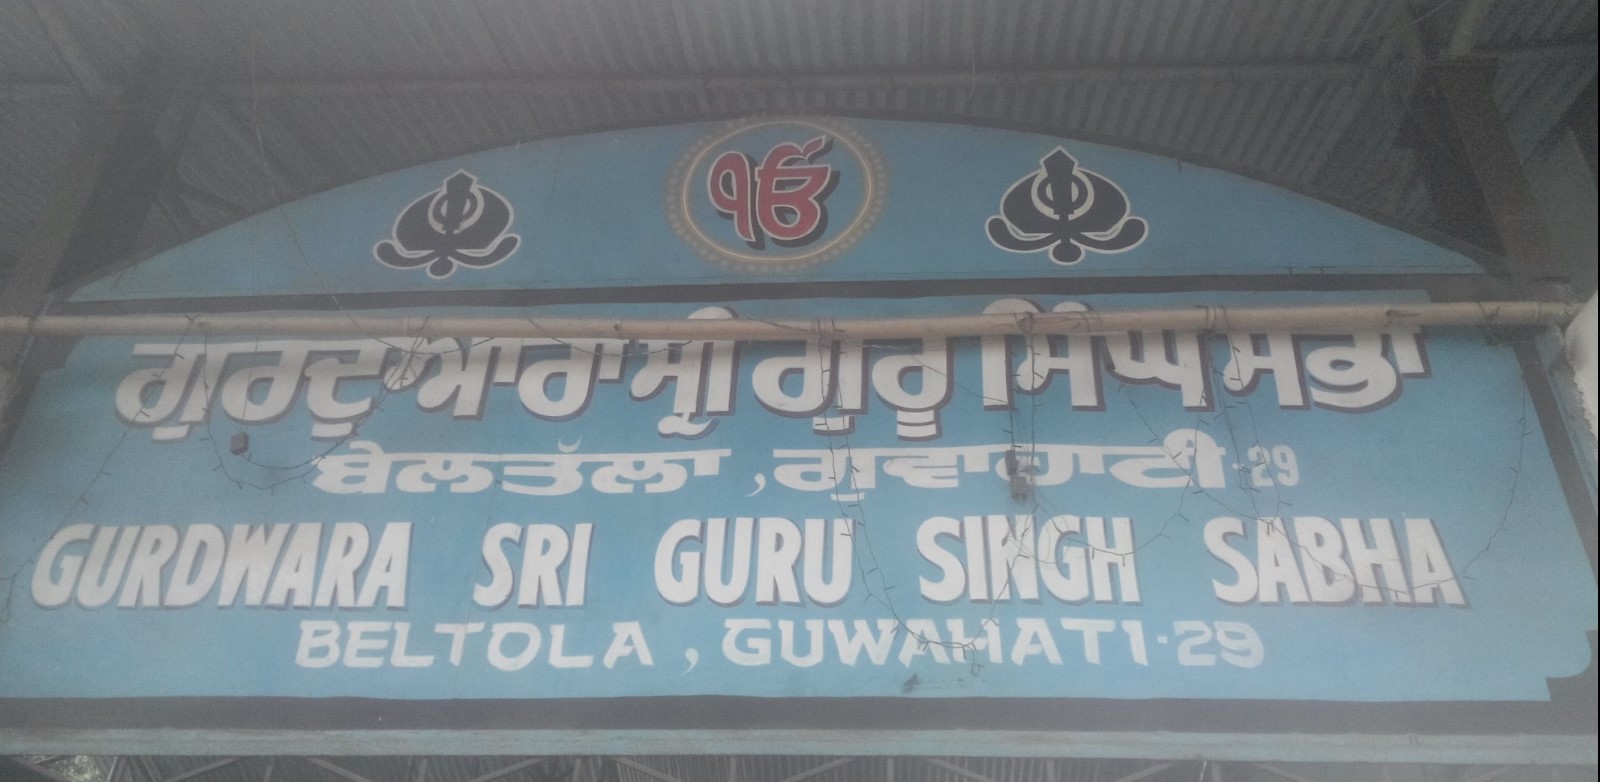 ੴ
ਗੁਰਦੁਆਰਾ ਸ੍ਰੀ ਗੁਰੂ ਸਿੰਘ ਸਭਾ
ਬੇਲਤੱਲਾ, ਗੁਵਾਹਾਟੀ-29
GURDWARA SRI GURU SINGH SABHA
BELTOLA, GUWAHATI-29